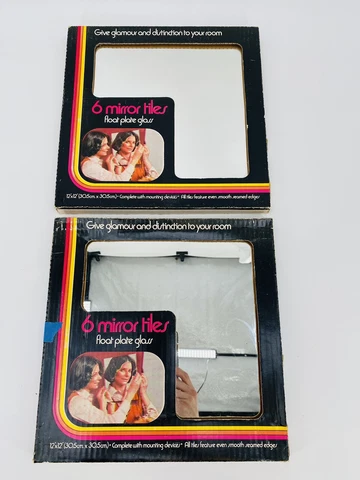 Give glamour and distinction to your room
6 mirror tiles
float plate glass
12"x12" (30.5cm x 30.5cm) • Complete with mounting devices • All tiles feature even, smooth, seamed edges
Give glamour and distinction to your room
6 mirror tiles
float plate glass
12"x12" (30.5cm x 30.5cm) • Complete with mounting devices • All tiles feature even, smooth, seamed edges